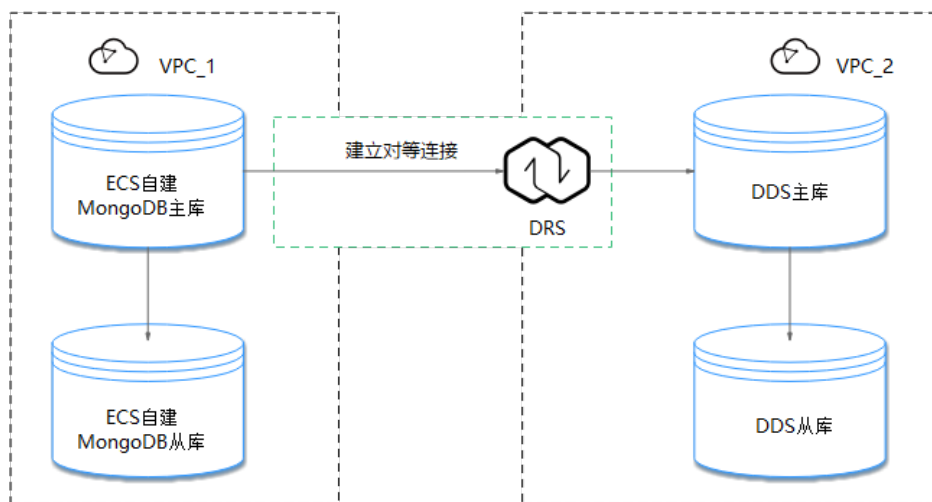 VPC_1
VPC_2
ECS自建
MongoDB主库
建立对等连接
DRS
DDS主库
ECS自建
MongoDB从库
DDS从库